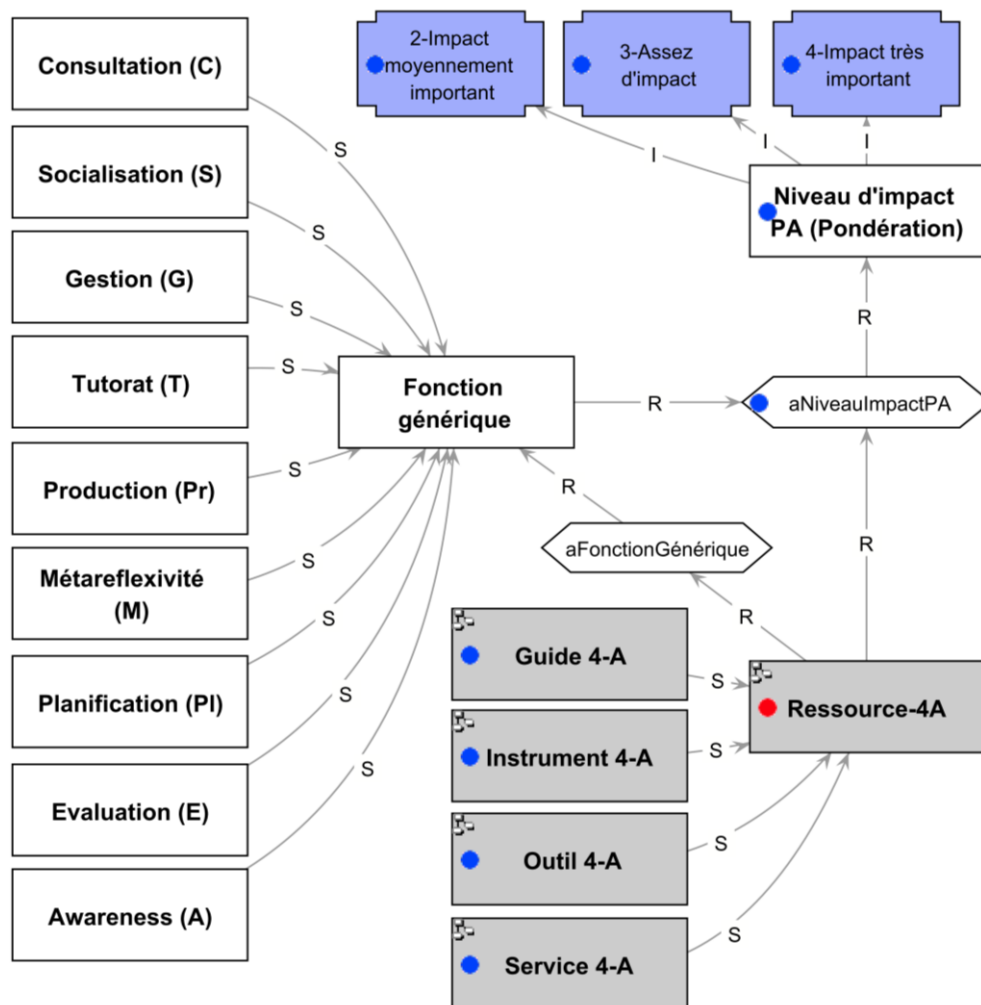 Consultation (C)
Socialisation (S)
Gestion (G)
Tutorat (T)
Production (Pr)
Métareflexivité
(M)
Planification (Pl)
Evaluation (E)
Awareness (A)
S
S
S
S
S
S
S
S
S
Fonction
générique
2-Impact
moyennement
important
3-Assez
d'impact
4-Impact très
important
I
I
I
Niveau d'impact
PA (Pondération)
R
R
aNiveauImpactPA
R
aFonctionGénérique
R
R
Guide 4-A
Instrument 4-A
Outil 4-A
Service 4-A
S
S
S
S
Ressource-4A